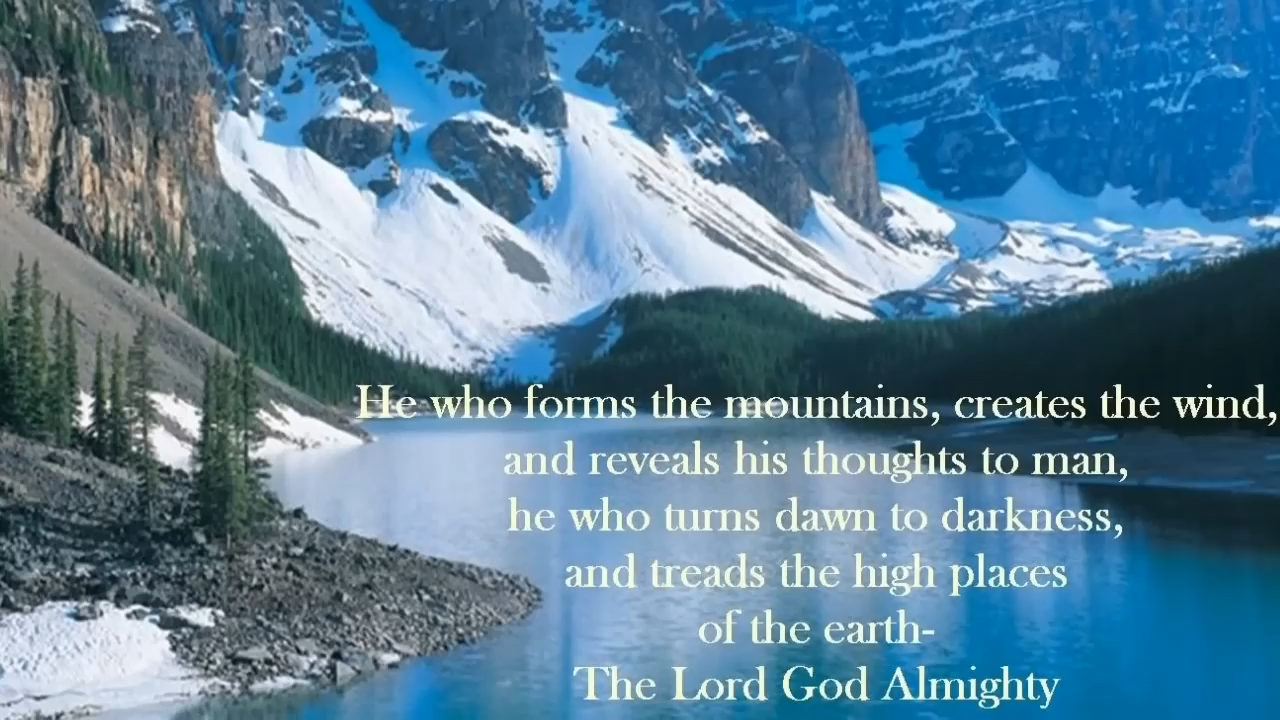 He who forms the mountains, creates the wind,
and reveals his thoughts to man,
he who turns dawn to darkness,
and treads the high places
of the earth-
The Lord God Almighty